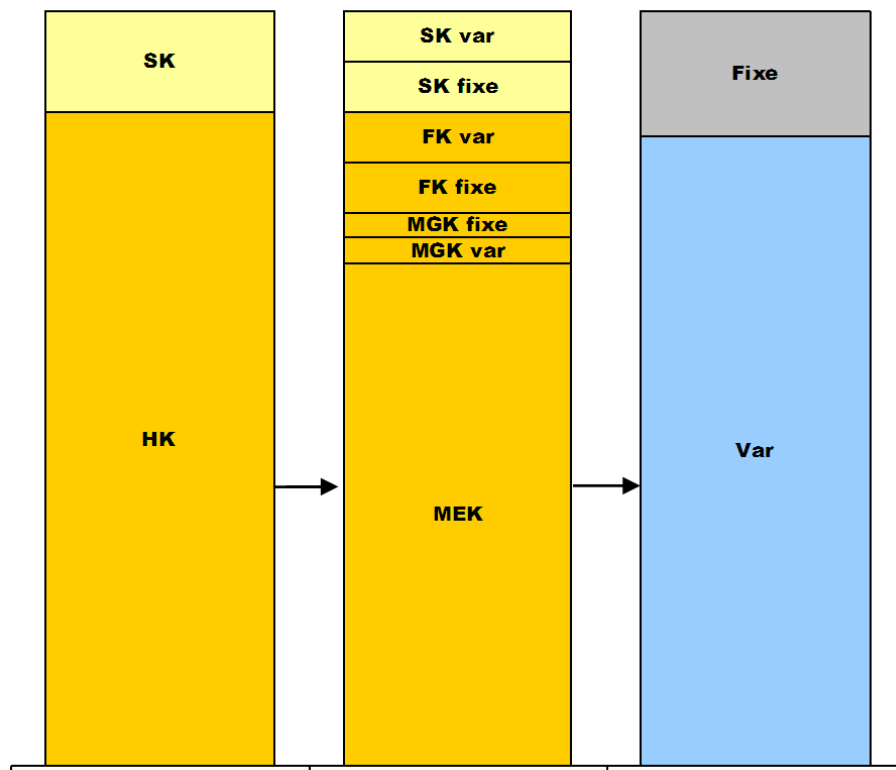 SK
HK
SK var
SK fixe
FK var
FK fixe
MGK fixe
MGK var
MEK
Fixe
Var